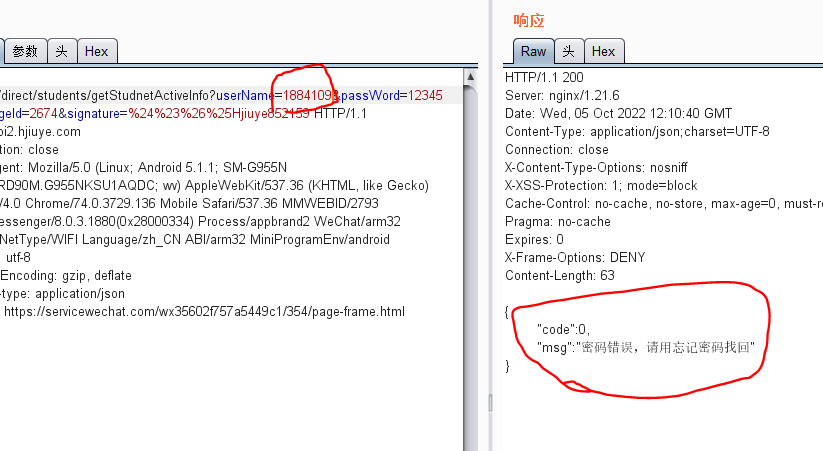 响应
参数 头 Hex
Raw 头 Hex
/direct/students/getStudnetActiveInfo?userName=1884109&passWord=12345
geId=2674&signature=%24%23%26%25Hjiuye852159 HTTP/1.1
pi2.hjiuye.com
tion: close
gent: Mozilla/5.0 (Linux; Android 5.1.1; SM-G955N
RD90M.G955NKSU1AQDC; wv) AppleWebKit/537.36 (KHTML, like Gecko)
/4.0 Chrome/74.0.3729.136 Mobile Safari/537.36 MMWEBID/2793
essenger/8.0.3.1880(0x28000334) Process/appbrand2 WeChat/arm32
NetType/WIFI Language/zh_CN ABI/arm32 MiniProgramEnv/android
utf-8
Encoding: gzip, deflate
-type: application/json
https://servicewechat.com/wx35602f757a5449c1/354/page-frame.html
HTTP/1.1 200
Server: nginx/1.21.6
Date: Wed, 05 Oct 2022 12:10:40 GMT
Content-Type: application/json;charset=UTF-8
Connection: close
X-Content-Type-Options: nosniff
X-XSS-Protection: 1; mode=block
Cache-Control: no-cache, no-store, max-age=0, must-r
Pragma: no-cache
Expires: 0
X-Frame-Options: DENY
Content-Length: 63
{
"code":0,
"msg":"密码错误，请用忘记密码找回"
}